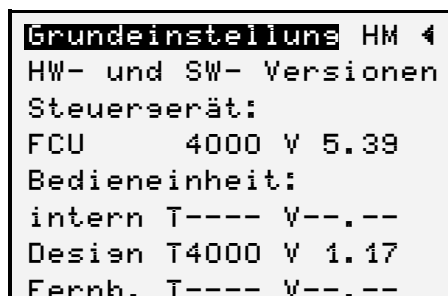 Grundeinstellung HM
HW- und SW- Versionen
Steuergerät:
FCU 4000 V 5.39
Bedieneinheit:
intern T---- V--.--
Design T4000 V 1.17
Fernb. T---- V--.--